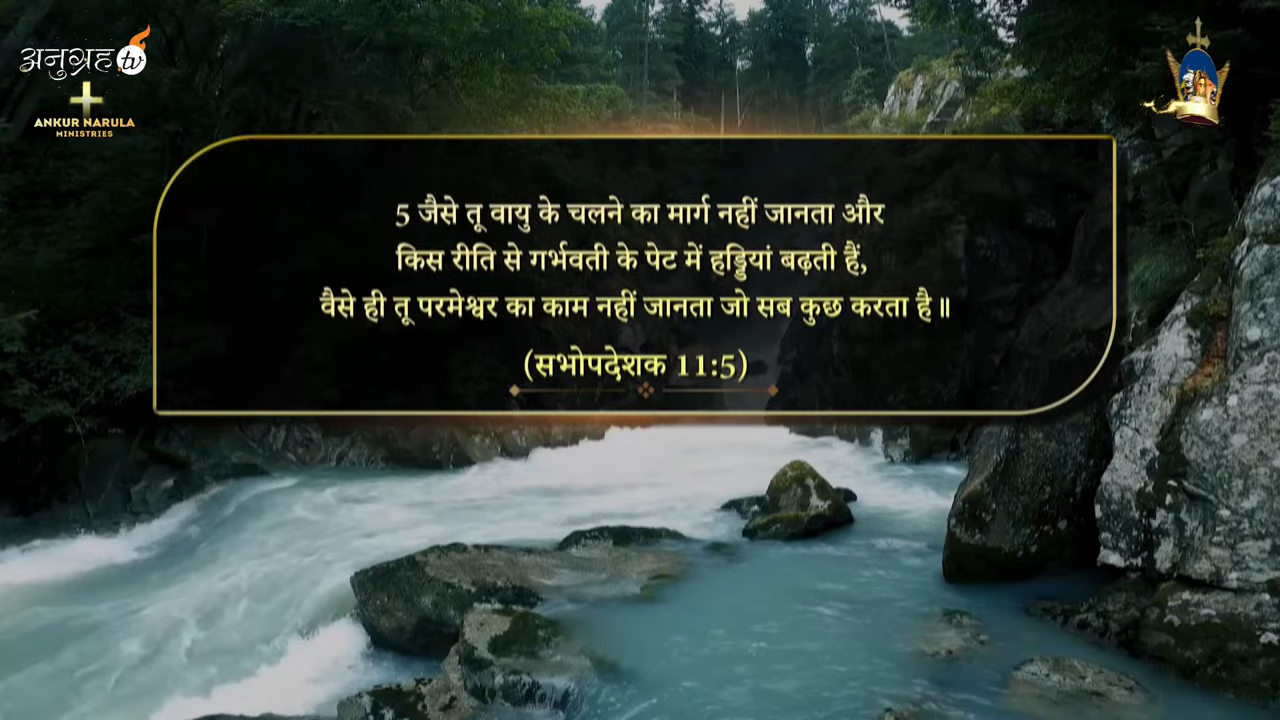 अनुग्रह tv
ANKUR NARULA
MINISTRIES
5 जैसे तू वायु के चलने का मार्ग नहीं जानता और
किस रीति से गर्भवती के पेट में हड्डियां बढ़ती हैं,
वैसे ही तू परमेश्वर का काम नहीं जानता जो सब कुछ करता है॥
(सभोपदेशक 11:5)